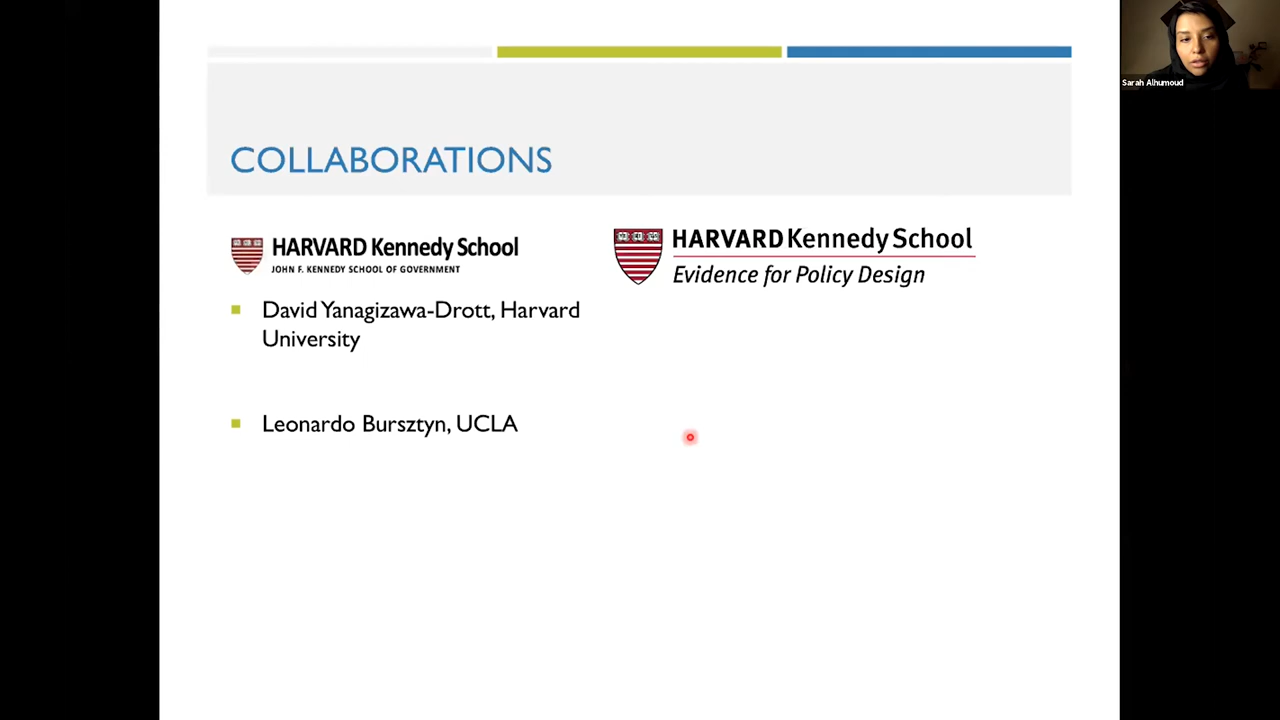 Sarah Alhumoud
COLLABORATIONS
HARVARD Kennedy School
JOHN F. KENNEDY SCHOOL OF GOVERNMENT
HARVARD Kennedy School
Evidence for Policy Design
David Yanagizawa-Drott, Harvard
University
Leonardo Bursztyn, UCLA